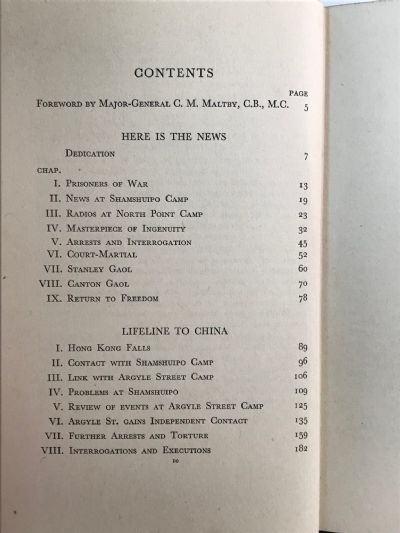 CONTENTS
PAGE
Foreword by Major-General C. M. Maltby, C.B., M.C. 5
HERE IS THE NEWS
Dedication 7
CHAP.
I. Prisoners of War 13
II. News at Shamshuipo Camp 19
III. Radios at North Point Camp 23
IV. Masterpiece of Ingenuity 32
V. Arrests and Interrogation 45
VI. Court-Martial 52
VII. Stanley Gaol 60
VIII. Canton Gaol 70
IX. Return to Freedom 78
LIFELINE TO CHINA
I. Hong Kong Falls 89
II. Contact with Shamshuipo Camp 96
III. Link with Argyle Street Camp 106
IV. Problems at Shamshuipo 109
V. Review of events at Argyle Street Camp 125
VI. Argyle St. gains Independent Contact 135
VII. Further Arrests and Torture 159
VIII. Interrogations and Executions 182
10